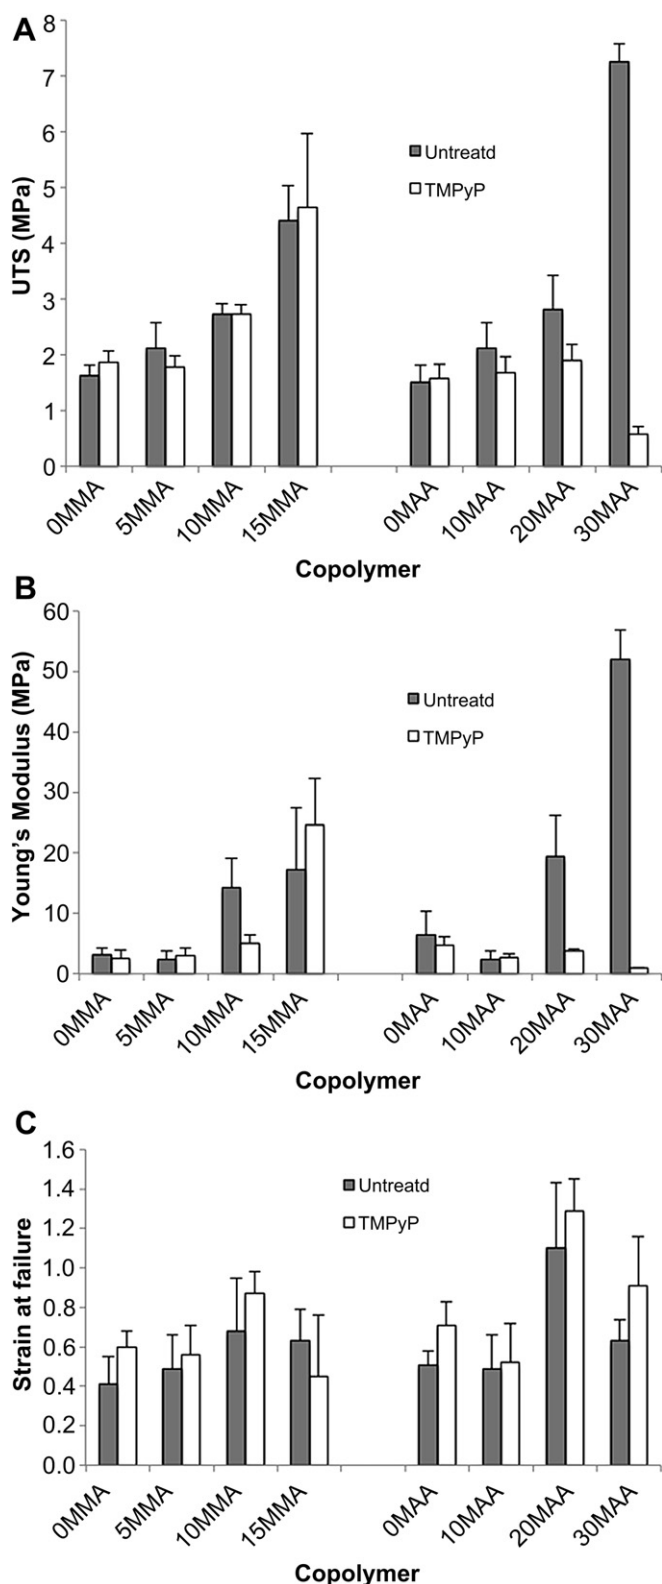 A
8
7
6
5
4
3
2
1
0
UTS (MPa)
Untreatd
TMPyP
0MMA
5MMA
10MMA
15MMA
0MAA
10MAA
20MAA
30MAA
Copolymer
B
60
50
40
30
20
10
0
Young's Modulus (MPa)
Untreatd
TMPyP
0MMA
5MMA
10MMA
15MMA
0MAA
10MAA
20MAA
30MAA
Copolymer
C
1.6
1.4
1.2
1.0
0.8
0.6
0.4
0.2
0.0
Strain at failure
Untreatd
TMPyP
0MMA
5MMA
10MMA
15MMA
0MAA
10MAA
20MAA
30MAA
Copolymer